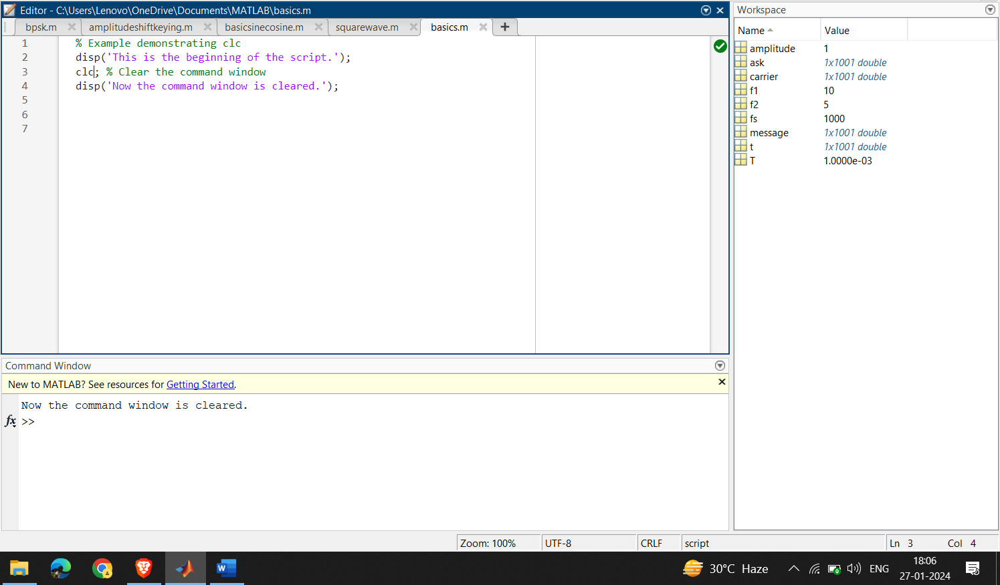 Editor - C:\Users\Lenovo\OneDrive\Documents\MATLAB\basics.m
bpsk.m amplitudeshiftkeying.m basicsinecosine.m squarewave.m basics.m
1 % Example demonstrating clc
2 disp('This is the beginning of the script.');
3 clc; % Clear the command window
4 disp('Now the command window is cleared.');
5
6
7
Command Window
New to MATLAB? See resources for Getting Started.
Now the command window is cleared.
fx >>
Workspace
Name Value
amplitude 1
ask 1x1001 double
carrier 1x1001 double
f1 10
f2 5
fs 1000
message 1x1001 double
t 1x1001 double
T 1.0000e-03
Zoom: 100% UTF-8 CRLF script Ln 3 Col 4
W
30°C Haze ENG
18:06
27-01-2024